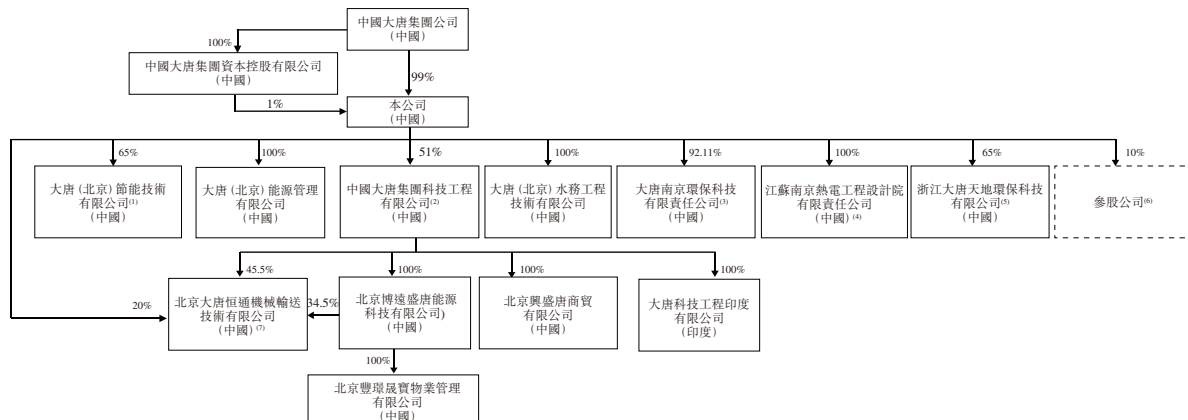 中國大唐集團公司
(中國)
100%
中國大唐集團資本控股有限公司
(中國)
99%
1%
本公司
(中國)
65%
100%
51%
100%
92.11%
100%
65%
10%
大唐 (北京) 節能技術
有限公司(1)
(中國)
大唐 (北京) 能源管理
有限公司
(中國)
中國大唐集團科技工程
有限公司(2)
(中國)
大唐 (北京) 水務工程
技術有限公司
(中國)
大唐南京環保科技
有限責任公司(3)
(中國)
江蘇南京熱電工程設計院
有限責任公司
(中國) (4)
浙江大唐天地環保科技
有限公司(5)
(中國)
參股公司(6)
45.5%
100%
100%
100%
20%
北京大唐恒通機械輸送
技術有限公司
(中國) (7)
34.5%
北京博遠盛唐能源
科技有限公司)
(中國)
北京興盛唐商貿
有限公司
(中國)
大唐科技工程印度
有限公司
(印度)
100%
北京豐璟晟寶物業管理
有限公司
(中國)